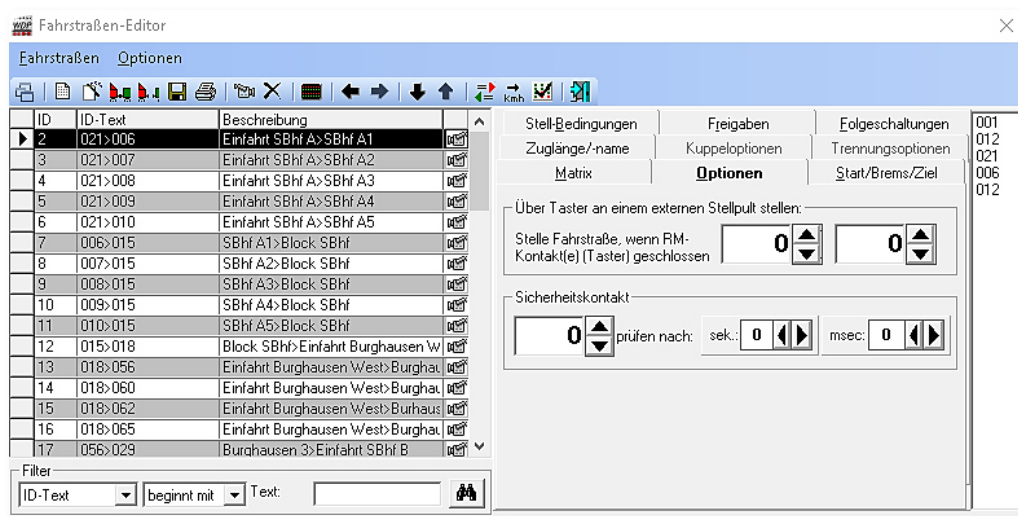 WDP Fahrstraßen-Editor
Fahrstraßen Optionen
kmh
ID ID-Text Beschreibung
2 021>006 Einfahrt SBhf A>SBhf A1
3 021>007 Einfahrt SBhf A>SBhf A2
4 021>008 Einfahrt SBhf A>SBhf A3
5 021>009 Einfahrt SBhf A>SBhf A4
6 021>010 Einfahrt SBhf A>SBhf A5
7 006>015 SBhf A1>Block SBhf
8 007>015 SBhf A2>Block SBhf
9 008>015 SBhf A3>Block SBhf
10 009>015 SBhf A4>Block SBhf
11 010>015 SBhf A5>Block SBhf
12 015>018 Block SBhf>Einfahrt Burghausen W
13 018>056 Einfahrt Burghausen West>Burghau
14 018>060 Einfahrt Burghausen West>Burghau
15 018>062 Einfahrt Burghausen West>Burhaus
16 018>065 Einfahrt Burghausen West>Burghau
17 056>029 Burghausen 3>Einfahrt SBhf B
Filter
ID-Text beginnt mit Text:
Stell-Bedingungen Freigaben Folgeschaltungen
Zuglänge/-name Kuppeloptionen Trennungsoptionen
Matrix Optionen Start/Brems/Ziel
Über Taster an einem externen Stellpult stellen:
Stelle Fahrstraße, wenn RM-
Kontakt(e) (Taster) geschlossen 0 0
Sicherheitskontakt
0 prüfen nach: sek.: 0 msec: 0
001
012
021
006
012